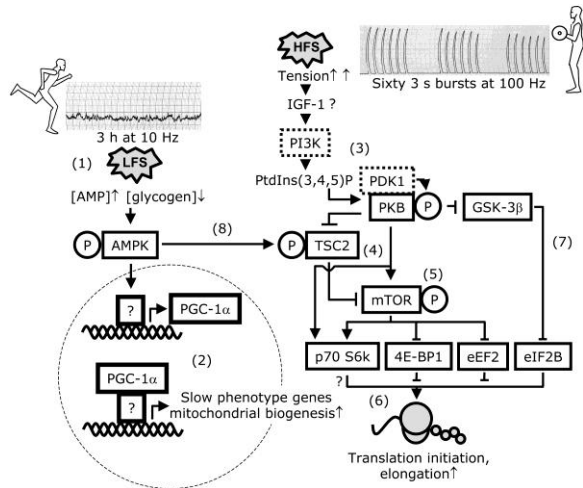 HFS
Tension↑ ↑
Sixty 3 s bursts at 100 Hz
IGF-1 ?
3 h at 10 Hz
PI3K
(1)
LFS
(3)
[AMP]↑ [glycogen]↓
PtdIns(3,4,5)P
PDK1
PKB
P
GSK-3β
(8)
P
AMPK
P
TSC2
(4)
(7)
(5)
mTOR
P
?
PGC-1α
(2)
p70 S6k
4E-BP1
eEF2
eIF2B
PGC-1α
?
?
Slow phenotype genes
mitochondrial biogenesis↑
(6)
Translation initiation,
elongation↑